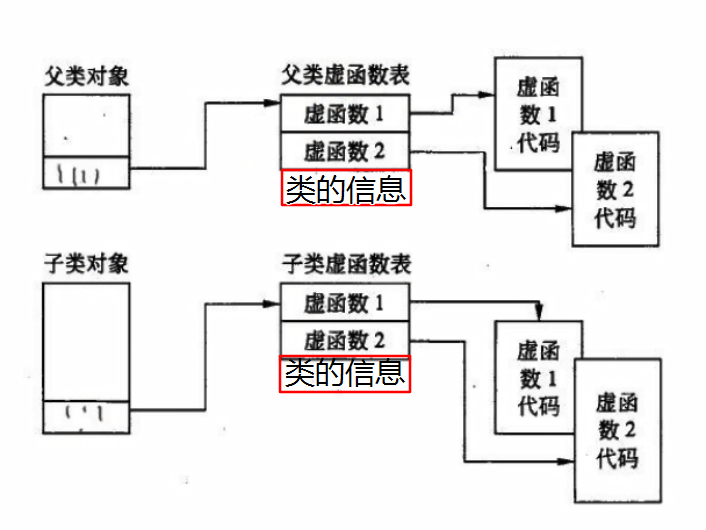 父类对象
父类虚函数表
虚函数1
虚函数2
类的信息
虚函
数1
代码
虚函
数2
代码
子类对象
子类虚函数表
虚函数1
虚函数2
类的信息
虚函
数1
代码
虚函
数2
代码